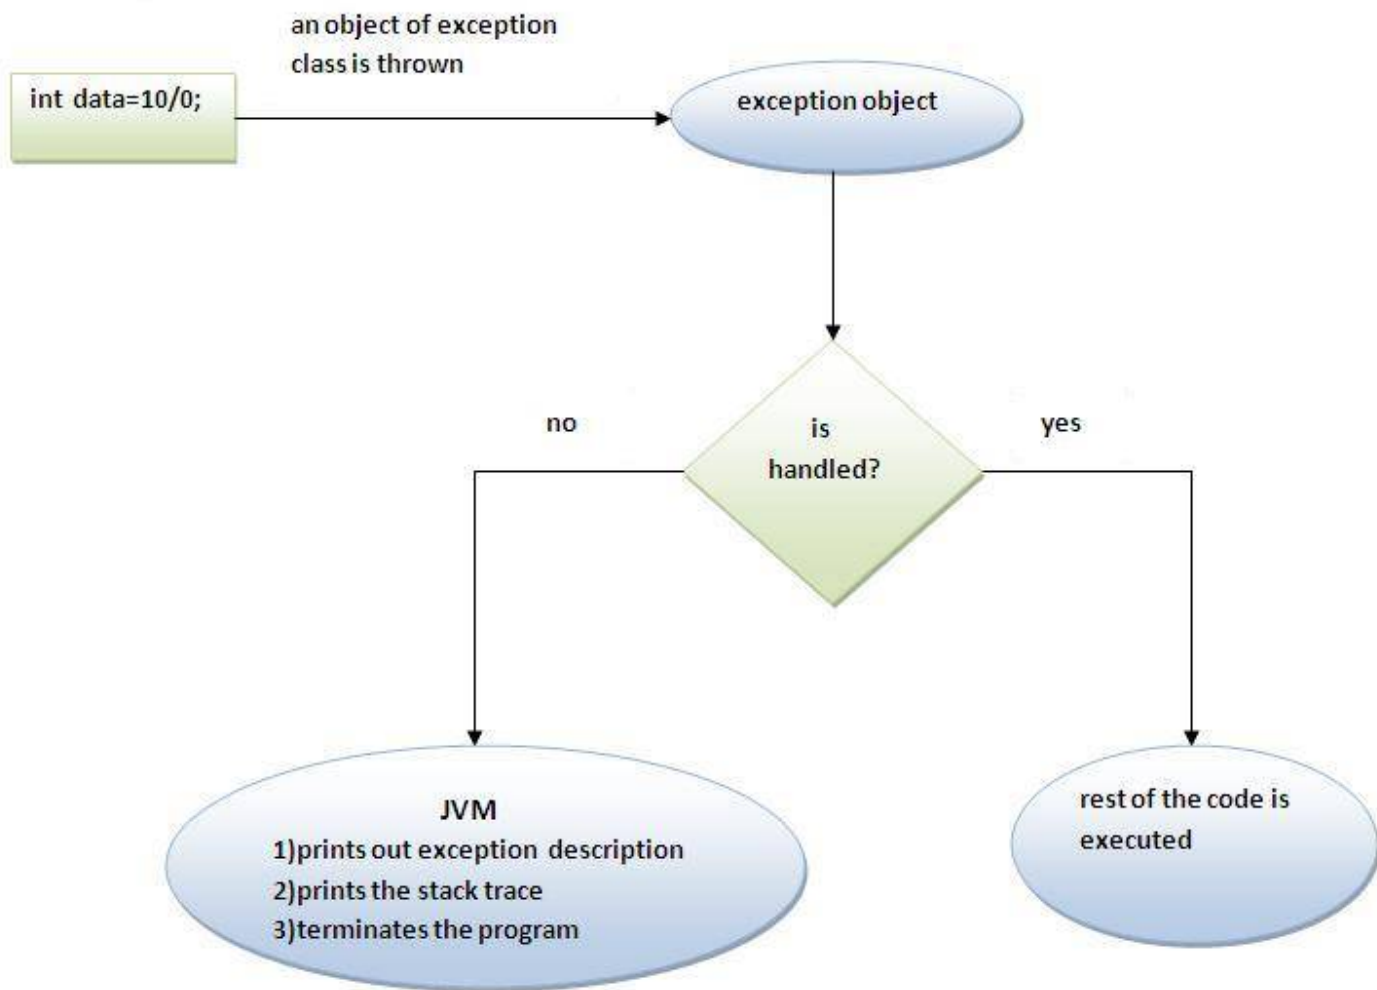 an object of exception
class is thrown
int data=10/0;
exception object
is
handled?
no
yes
JVM
1)prints out exception description
2)prints the stack trace
3)terminates the program
rest of the code is
executed